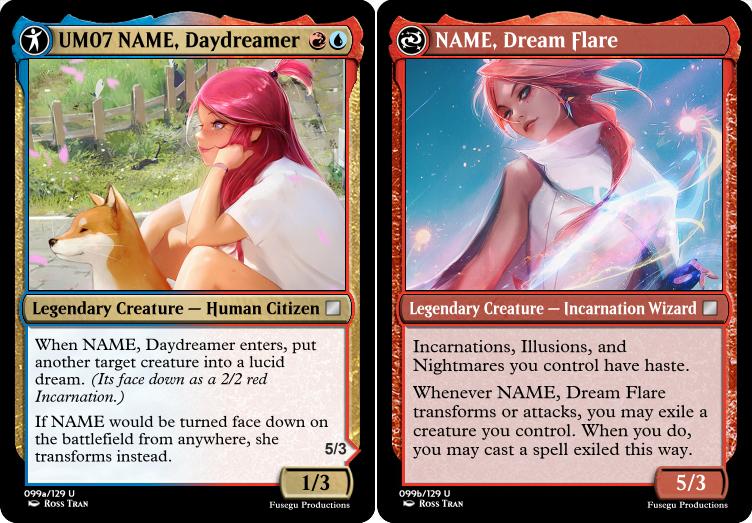 UM07 NAME, Daydreamer
Legendary Creature — Human Citizen
When NAME, Daydreamer enters, put
another target creature into a lucid
dream. (Its face down as a 2/2 red
Incarnation.)
If NAME would be turned face down on
the battlefield from anywhere, she
transforms instead.
5/3
1/3
099a/129 U
Ross Tran
Fusegu Productions
NAME, Dream Flare
Legendary Creature — Incarnation Wizard
Incarnations, Illusions, and
Nightmares you control have haste.
Whenever NAME, Dream Flare
transforms or attacks, you may exile a
creature you control. When you do,
you may cast a spell exiled this way.
5/3
099b/129 U
Ross Tran
Fusegu Productions